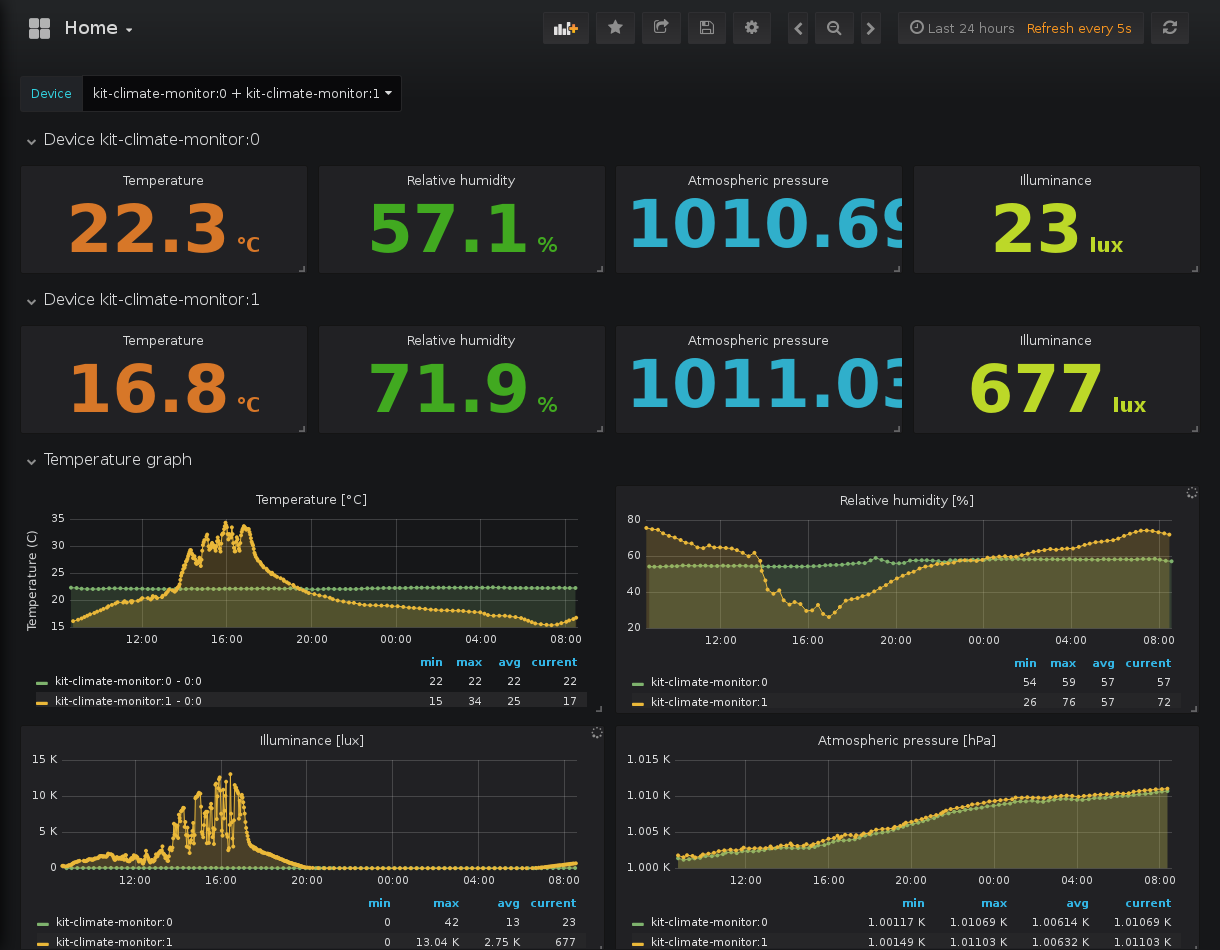 Home
Last 24 hours Refresh every 5s
Device kit-climate-monitor:0 + kit-climate-monitor:1
Device kit-climate-monitor:0
Temperature Relative humidity Atmospheric pressure Illuminance
22.3 °C 57.1 % 1010.69 23 lux
Device kit-climate-monitor:1
Temperature Relative humidity Atmospheric pressure Illuminance
16.8 °C 71.9 % 1011.03 677 lux
Temperature graph
Temperature [°C]
Temperature (C)
35
30
25
20
15
12:00 16:00 20:00 00:00 04:00 08:00
min max avg current
kit-climate-monitor:0 - 0:0 22 22 22 22
kit-climate-monitor:1 - 0:0 15 34 25 17
Relative humidity [%]
80
60
40
20
12:00 16:00 20:00 00:00 04:00 08:00
min max avg current
kit-climate-monitor:0 54 59 57 57
kit-climate-monitor:1 26 76 57 72
Illuminance [lux]
15 K
10 K
5 K
0
12:00 16:00 20:00 00:00 04:00 08:00
min max avg current
kit-climate-monitor:0 0 42 13 23
kit-climate-monitor:1 0 13.04 K 2.75 K 677
Atmospheric pressure [hPa]
1.015 K
1.010 K
1.005 K
1.000 K
12:00 16:00 20:00 00:00 04:00 08:00
min max avg current
kit-climate-monitor:0 1.00117 K 1.01069 K 1.00614 K 1.01069 K
kit-climate-monitor:1 1.00149 K 1.01103 K 1.00632 K 1.01103 K